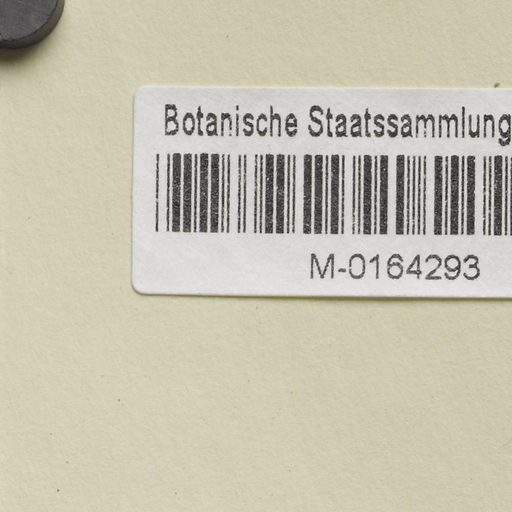 Botanische Staatssammlung
M-0164293